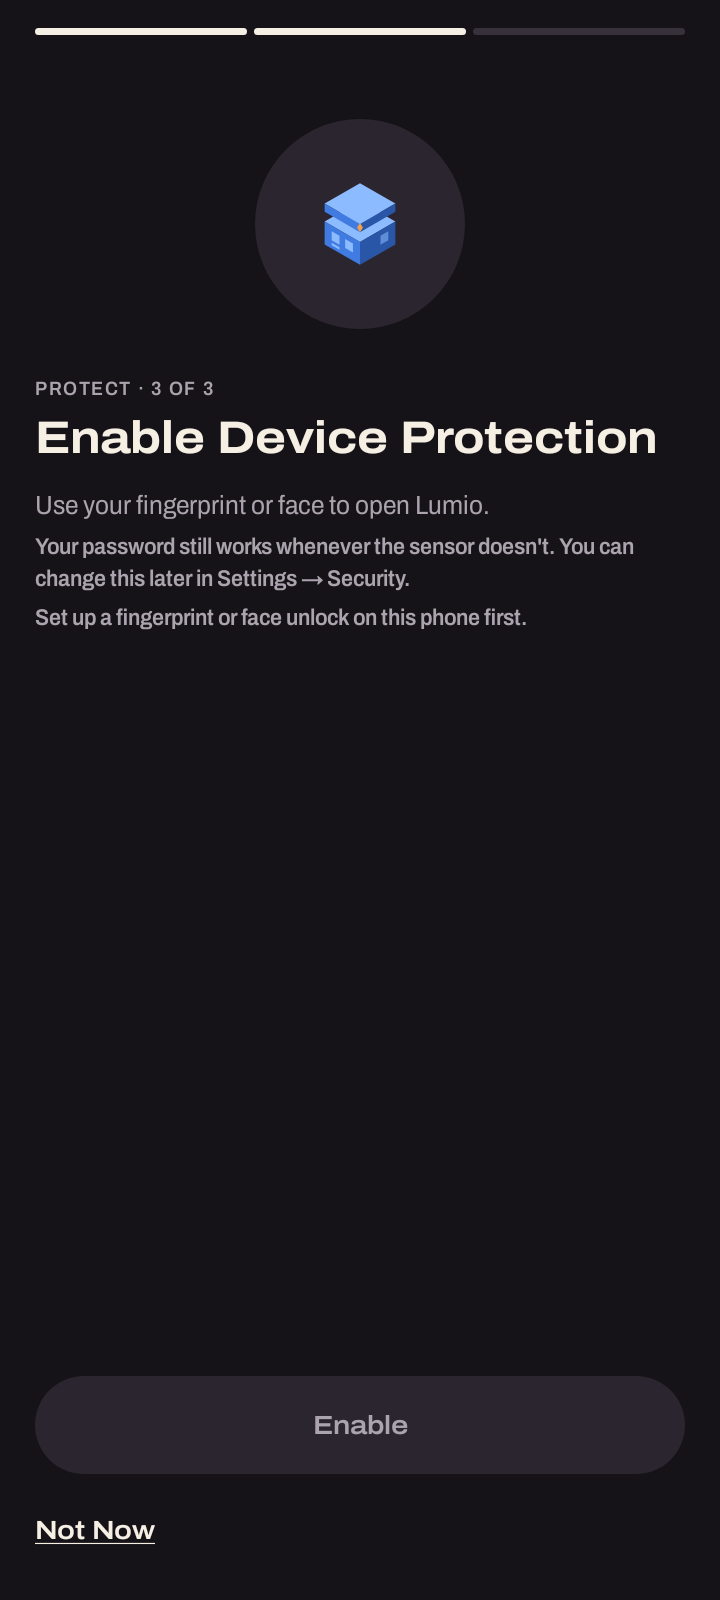 PROTECT · 3 OF 3
Enable Device Protection
Use your fingerprint or face to open Lumio.
Your password still works whenever the sensor doesn't. You can
change this later in Settings → Security.
Set up a fingerprint or face unlock on this phone first.
Enable
Not Now